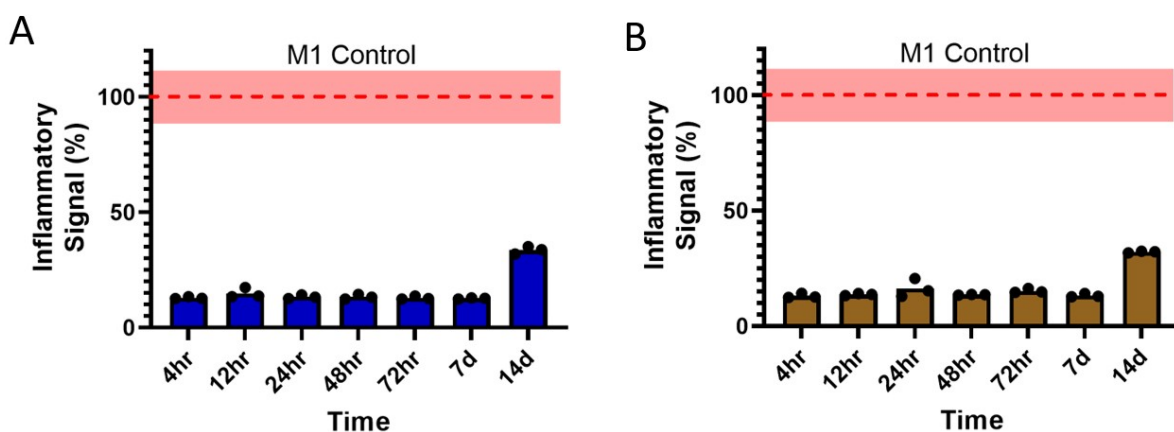 A
M1 Control
Inflammatory
Signal (%)
100
50
0
4hr
12hr
24hr
48hr
72hr
7d
14d
Time
B
M1 Control
Inflammatory
Signal (%)
100
50
0
4hr
12hr
24hr
48hr
72hr
7d
14d
Time